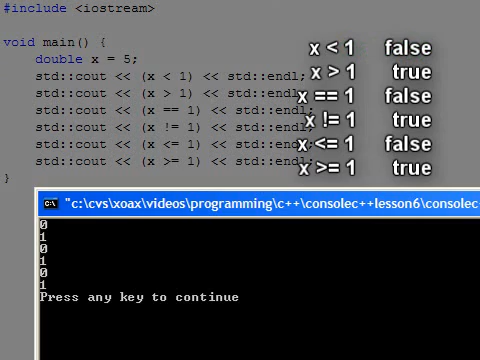 #include <iostream>
void main() {
double x = 5;
std::cout << (x < 1) << std::endl;
std::cout << (x > 1) << std::endl;
std::cout << (x == 1) << std::endl;
std::cout << (x != 1) << std::endl;
std::cout << (x <= 1) << std::endl;
std::cout << (x >= 1) << std::endl;
}
x < 1 false
x > 1 true
x == 1 false
x != 1 true
x <= 1 false
x >= 1 true
"c:\cvs\xoax\videos\programming\c++\consolec++lesson6\consolec
0
1
0
1
0
1
Press any key to continue